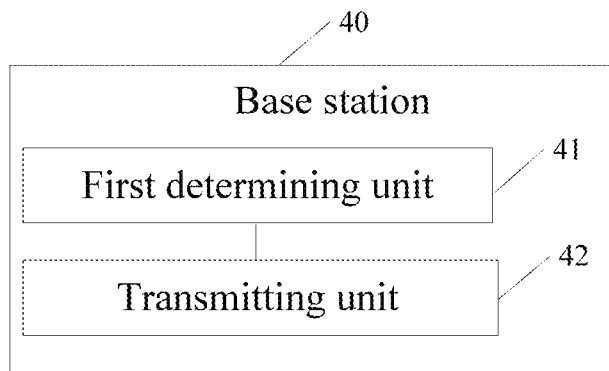 40
Base station
41
First determining unit
42
Transmitting unit